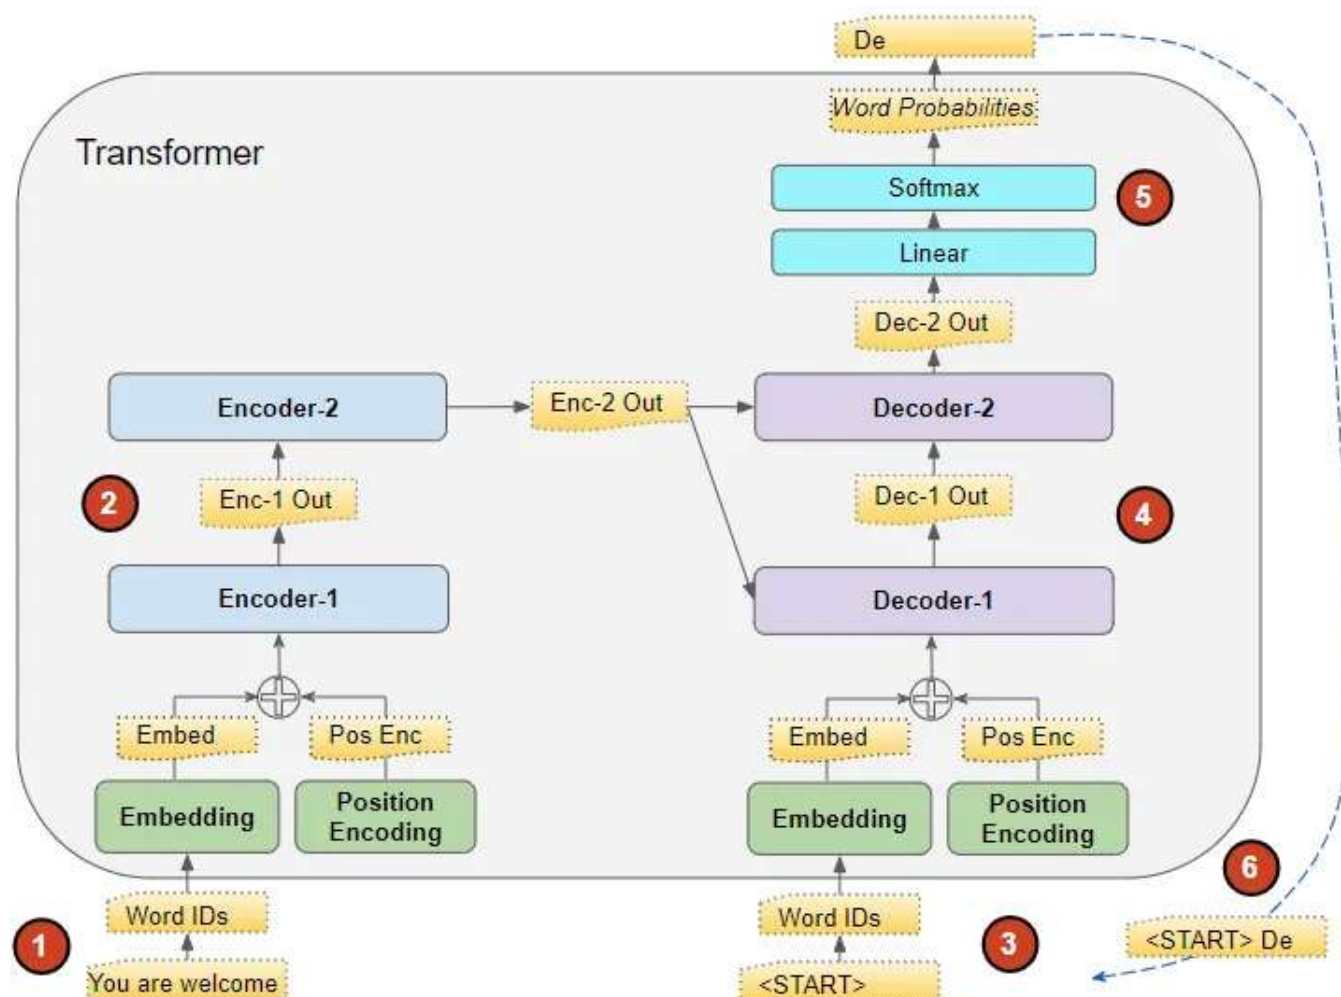 De
Word Probabilities
Transformer
Softmax
5
Linear
Dec-2 Out
Encoder-2
Enc-2 Out
Decoder-2
2
Enc-1 Out
Dec-1 Out
4
Encoder-1
Decoder-1
Embed
Pos Enc
Embed
Pos Enc
Embedding
Position
Encoding
Embedding
Position
Encoding
6
1
Word IDs
Word IDs
3
<START> De
You are welcome
<START>